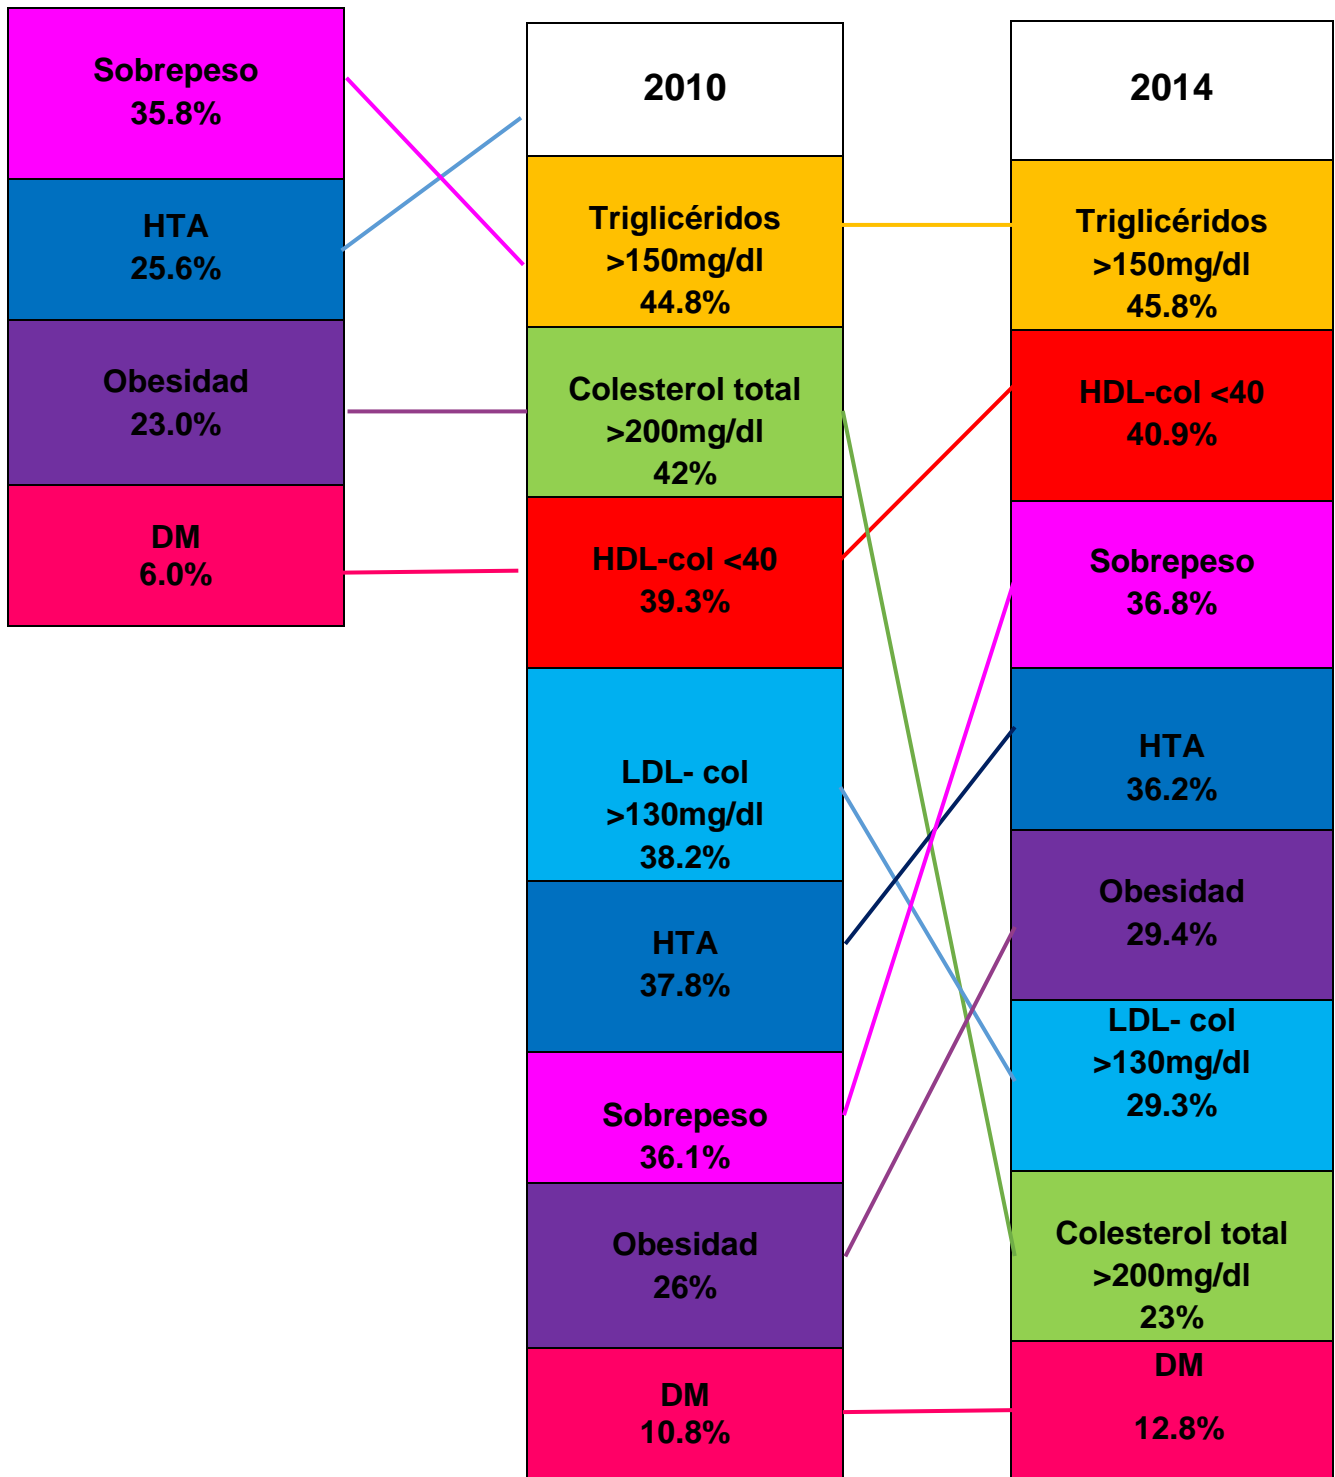 Sobrepeso
35.8%
HTA
25.6%
Obesidad
23.0%
DM
6.0%
2010
Triglicéridos
>150mg/dl
44.8%
Colesterol total
>200mg/dl
42%
HDL-col <40
39.3%
LDL- col
>130mg/dl
38.2%
HTA
37.8%
Sobrepeso
36.1%
Obesidad
26%
DM
10.8%
2014
Triglicéridos
>150mg/dl
45.8%
HDL-col <40
40.9%
Sobrepeso
36.8%
HTA
36.2%
Obesidad
29.4%
LDL- col
>130mg/dl
29.3%
Colesterol total
>200mg/dl
23%
DM
12.8%